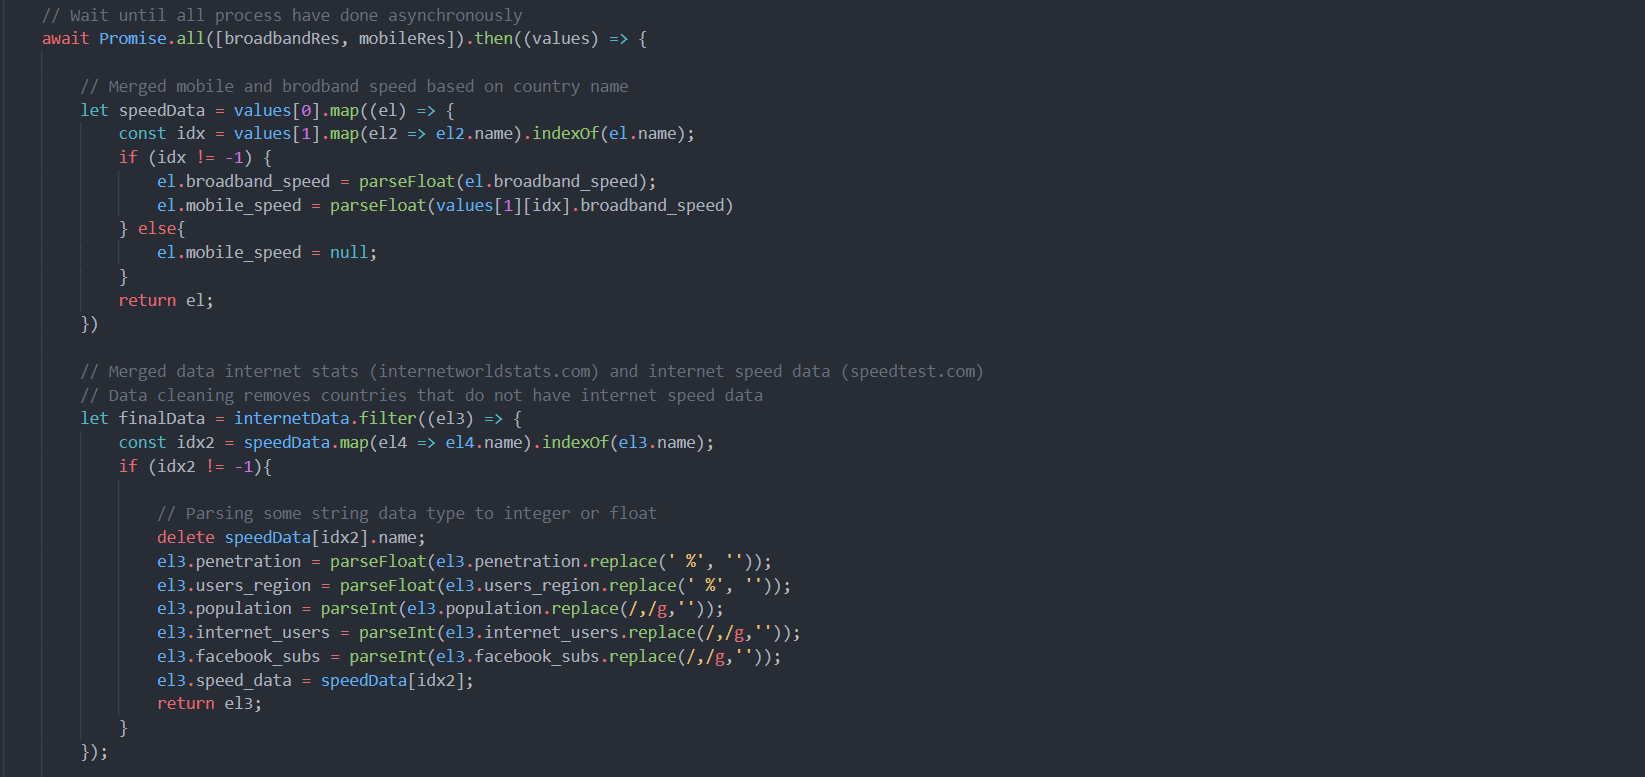 // Wait until all process have done asynchronously
await Promise.all([broadbandRes, mobileRes]).then((values) => {
// Merged mobile and brodband speed based on country name
let speedData = values[0].map((el) => {
const idx = values[1].map(el2 => el2.name).indexOf(el.name);
if (idx != -1) {
el.broadband_speed = parseFloat(el.broadband_speed);
el.mobile_speed = parseFloat(values[1][idx].broadband_speed)
} else{
el.mobile_speed = null;
}
return el;
})
// Merged data internet stats (internetworldstats.com) and internet speed data (speedtest.com)
// Data cleaning removes countries that do not have internet speed data
let finalData = internetData.filter((el3) => {
const idx2 = speedData.map(el4 => el4.name).indexOf(el3.name);
if (idx2 != -1){
// Parsing some string data type to integer or float
delete speedData[idx2].name;
el3.penetration = parseFloat(el3.penetration.replace(' %', ''));
el3.users_region = parseFloat(el3.users_region.replace(' %', ''));
el3.population = parseInt(el3.population.replace(/,/g,''));
el3.internet_users = parseInt(el3.internet_users.replace(/,/g,''));
el3.facebook_subs = parseInt(el3.facebook_subs.replace(/,/g,''));
el3.speed_data = speedData[idx2];
return el3;
}
});